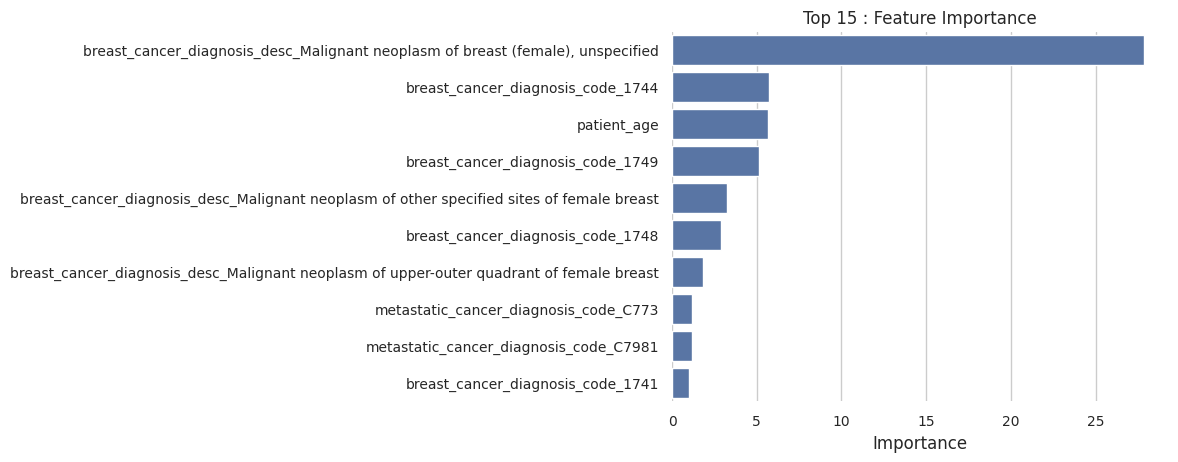 Top 15 : Feature Importance
breast_cancer_diagnosis_desc_Malignant neoplasm of breast (female), unspecified
breast_cancer_diagnosis_code_1744
patient_age
breast_cancer_diagnosis_code_1749
breast_cancer_diagnosis_desc_Malignant neoplasm of other specified sites of female breast
breast_cancer_diagnosis_code_1748
breast_cancer_diagnosis_desc_Malignant neoplasm of upper-outer quadrant of female breast
metastatic_cancer_diagnosis_code_C773
metastatic_cancer_diagnosis_code_C7981
breast_cancer_diagnosis_code_1741
0 5 10 15 20 25
Importance